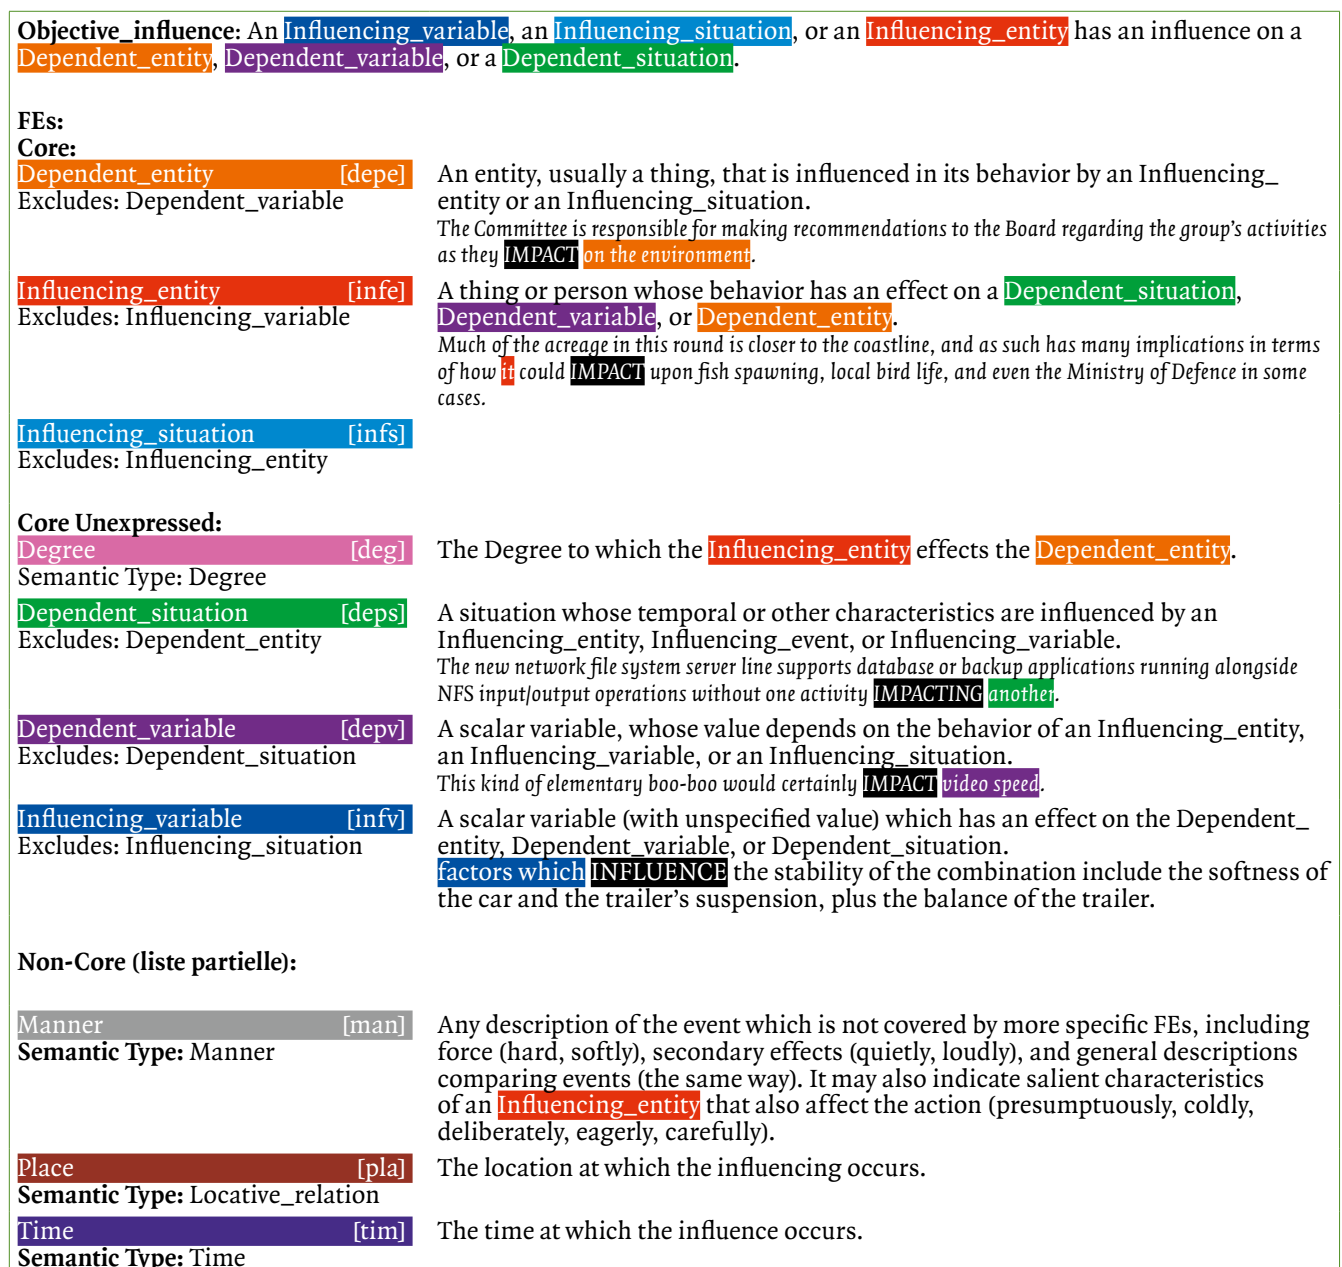 Objective_influence: An Influencing_variable, an Influencing_situation, or an Influencing_entity has an influence on a
Dependent_entity, Dependent_variable, or a Dependent_situation.
FEs:
Core:
Dependent_entity [depe]
Excludes: Dependent_variable
An entity, usually a thing, that is influenced in its behavior by an Influencing_
entity or an Influencing_situation.
The Committee is responsible for making recommendations to the Board regarding the group's activities
as they IMPACT on the environment.
Influencing_entity [infe]
Excludes: Influencing_variable
A thing or person whose behavior has an effect on a Dependent_situation,
Dependent_variable, or Dependent_entity.
Much of the acreage in this round is closer to the coastline, and as such has many implications in terms
of how it could IMPACT upon fish spawning, local bird life, and even the Ministry of Defence in some
cases.
Influencing_situation [infs]
Excludes: Influencing_entity
Core Unexpressed:
Degree [deg]
Semantic Type: Degree
The Degree to which the Influencing_entity effects the Dependent_entity.
Dependent_situation [deps]
Excludes: Dependent_entity
A situation whose temporal or other characteristics are influenced by an
Influencing_entity, Influencing_event, or Influencing_variable.
The new network file system server line supports database or backup applications running alongside
NFS input/output operations without one activity IMPACTING another.
Dependent_variable [depv]
Excludes: Dependent_situation
A scalar variable, whose value depends on the behavior of an Influencing_entity,
an Influencing_variable, or an Influencing_situation.
This kind of elementary boo-boo would certainly IMPACT video speed.
Influencing_variable [infv]
Excludes: Influencing_situation
A scalar variable (with unspecified value) which has an effect on the Dependent_
entity, Dependent_variable, or Dependent_situation.
factors which INFLUENCE the stability of the combination include the softness of
the car and the trailer's suspension, plus the balance of the trailer.
Non-Core (liste partielle):
Manner [man]
Semantic Type: Manner
Any description of the event which is not covered by more specific FEs, including
force (hard, softly), secondary effects (quietly, loudly), and general descriptions
comparing events (the same way). It may also indicate salient characteristics
of an Influencing_entity that also affect the action (presumptuously, coldly,
deliberately, eagerly, carefully).
Place [pla]
Semantic Type: Locative_relation
The location at which the influencing occurs.
Time [tim]
Semantic Type: Time
The time at which the influence occurs.